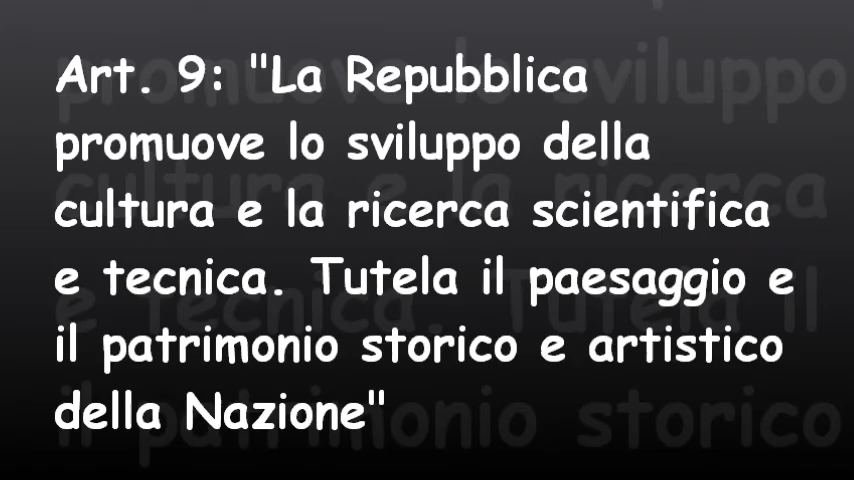 Art. 9: "La Repubblica
promuove lo sviluppo della
cultura e la ricerca scientifica
e tecnica. Tutela il paesaggio e
il patrimonio storico e artistico
della Nazione"